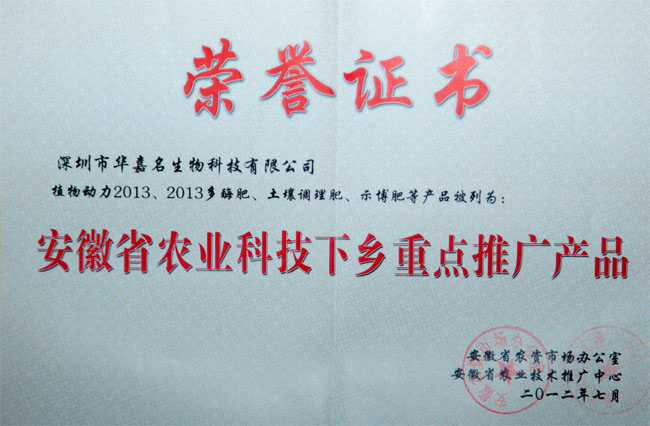 荣誉证书
深圳市华嘉名生物科技有限公司
植物动力2013、2013多酶肥、土壤调理肥、示博肥等产品被列为：
安徽省农业科技下乡重点推广产品
安徽省农资市场办公室
安徽省农业技术推广中心
二〇一二年七月